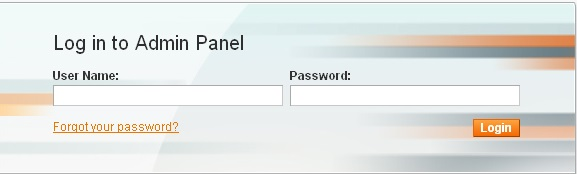 Log in to Admin Panel
User Name: Password:
Forgot your password? Login